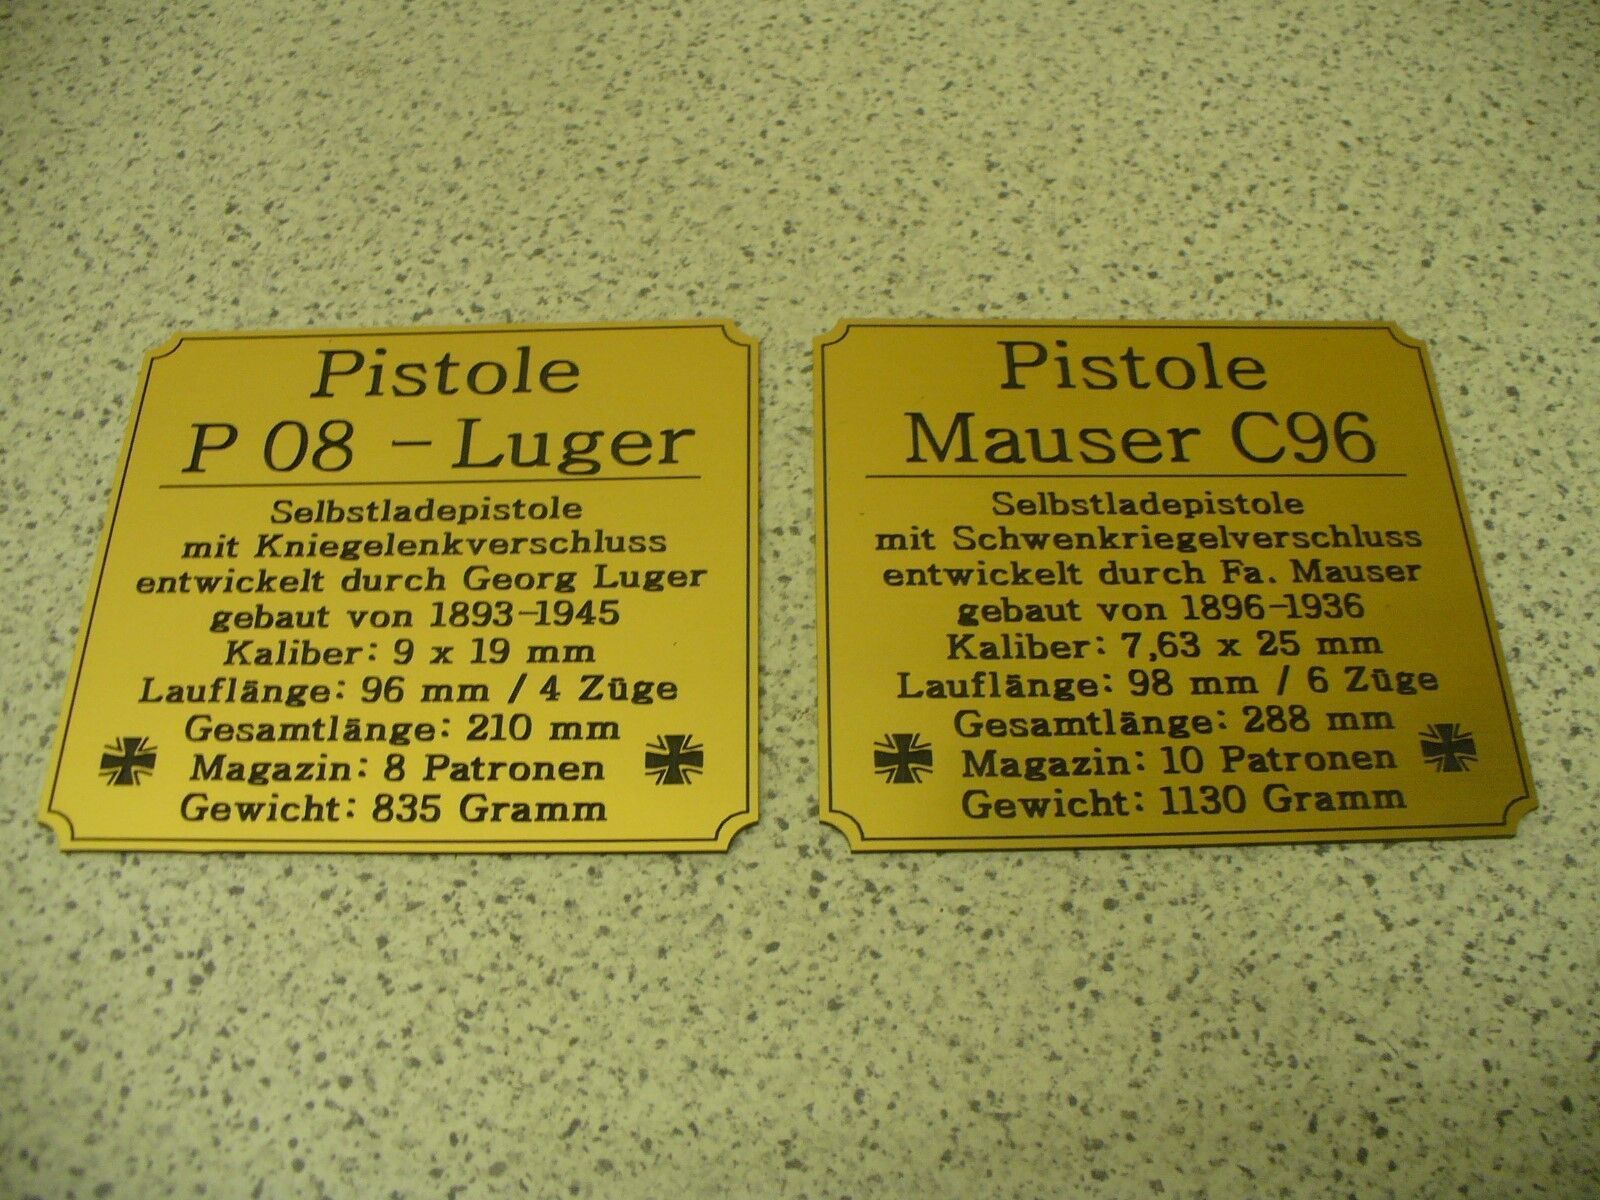 Pistole
P 08 - Luger
Selbstladepistole
mit Kniegelenkverschluss
entwickelt durch Georg Luger
gebaut von 1893-1945
Kaliber: 9 x 19 mm
Lauflänge: 96 mm / 4 Züge
Gesamtlänge: 210 mm
Magazin: 8 Patronen
Gewicht: 835 Gramm
Pistole
Mauser C96
Selbstladepistole
mit Schwenkriegelverschluss
entwickelt durch Fa. Mauser
gebaut von 1896-1936
Kaliber: 7,63 x 25 mm
Lauflänge: 98 mm / 6 Züge
Gesamtlänge: 288 mm
Magazin: 10 Patronen
Gewicht: 1130 Gramm